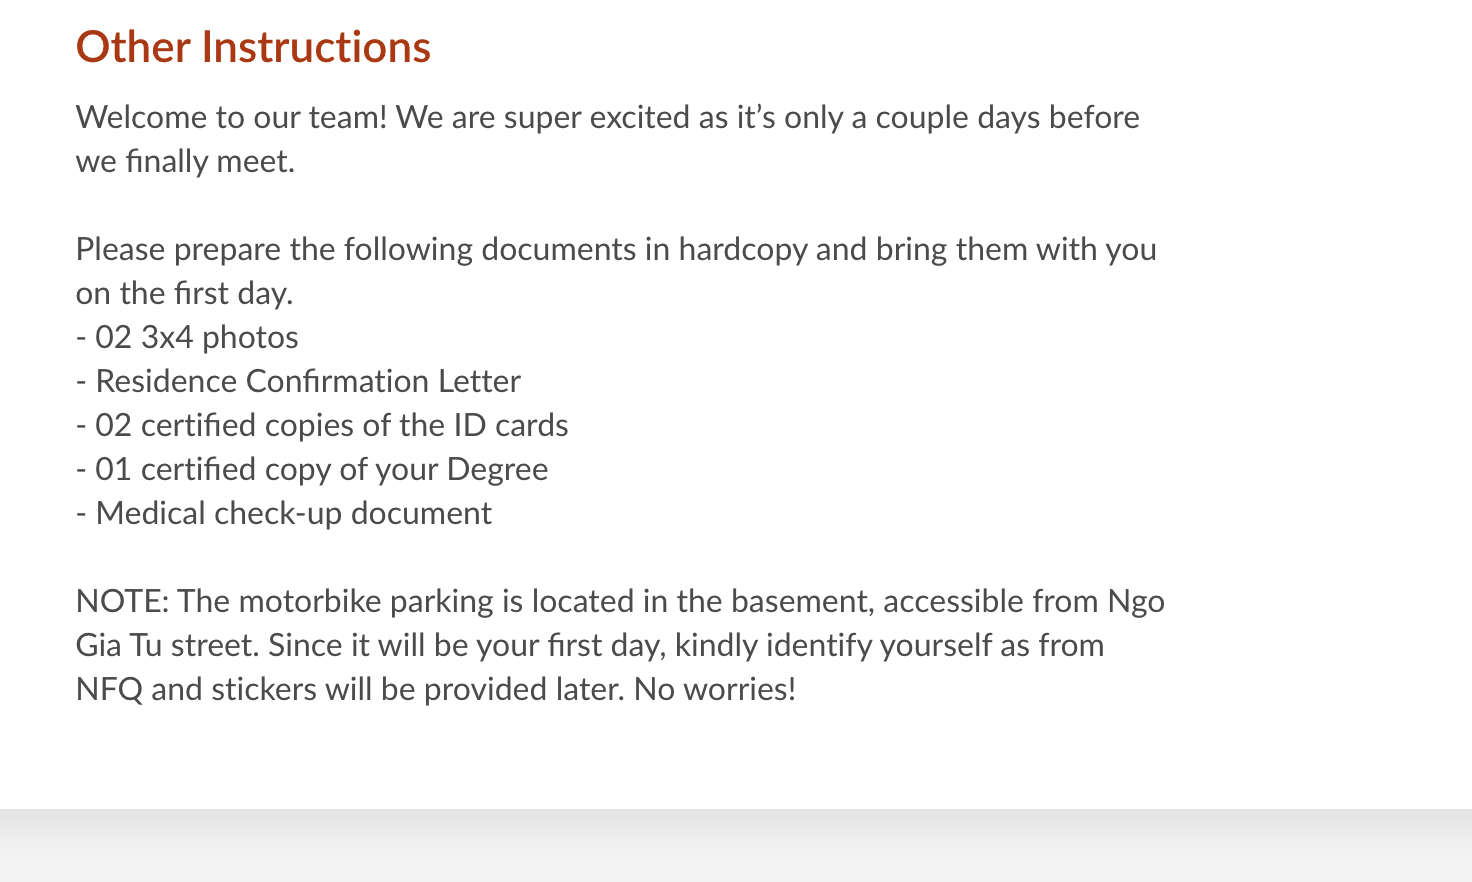 Other Instructions
Welcome to our team! We are super excited as it’s only a couple days before
we finally meet.
Please prepare the following documents in hardcopy and bring them with you
on the first day.
- 02 3x4 photos
- Residence Confirmation Letter
- 02 certified copies of the ID cards
- 01 certified copy of your Degree
- Medical check-up document
NOTE: The motorbike parking is located in the basement, accessible from Ngo
Gia Tu street. Since it will be your first day, kindly identify yourself as from
NFQ and stickers will be provided later. No worries!